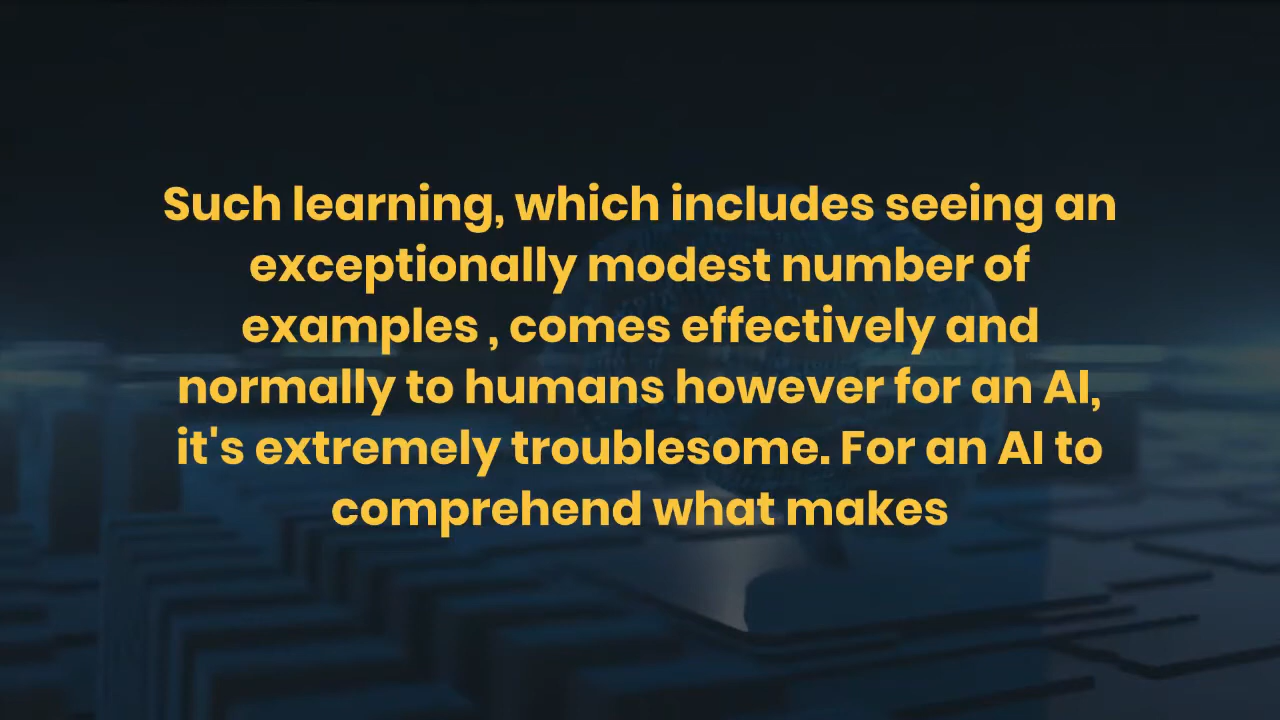 Such learning, which includes seeing an
exceptionally modest number of
examples , comes effectively and
normally to humans however for an AI,
it's extremely troublesome. For an AI to
comprehend what makes